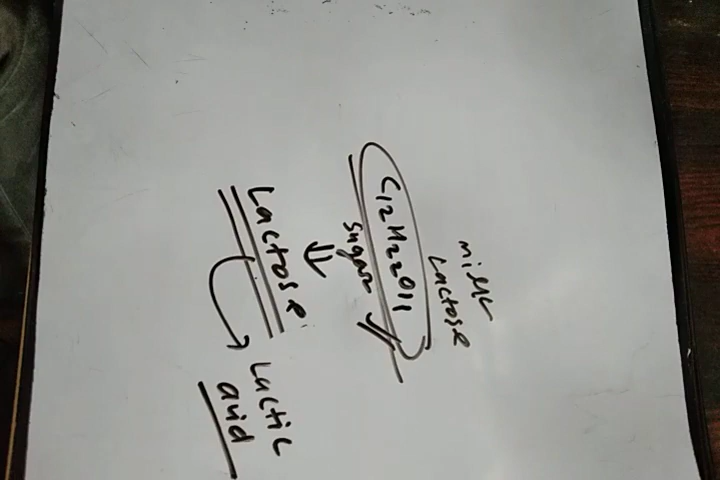 milk
Lactose
C12H22O11
sugar
⇓
Lactose
Lactic
acid